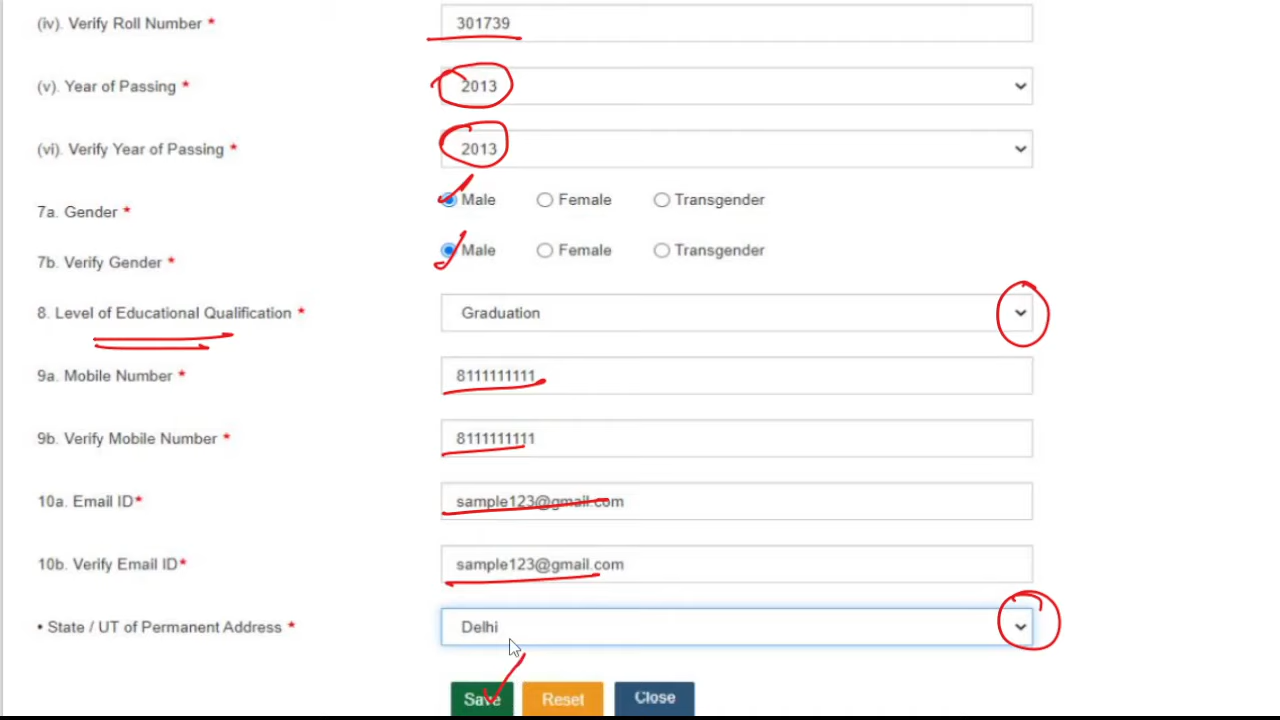 (iv). Verify Roll Number * 301739
(v). Year of Passing * 2013
(vi). Verify Year of Passing * 2013
7a. Gender * Male Female Transgender
7b. Verify Gender * Male Female Transgender
8. Level of Educational Qualification * Graduation
9a. Mobile Number * 8111111111
9b. Verify Mobile Number * 8111111111
10a. Email ID* sample123@gmail.com
10b. Verify Email ID* sample123@gmail.com
• State / UT of Permanent Address * Delhi
Save Reset Close